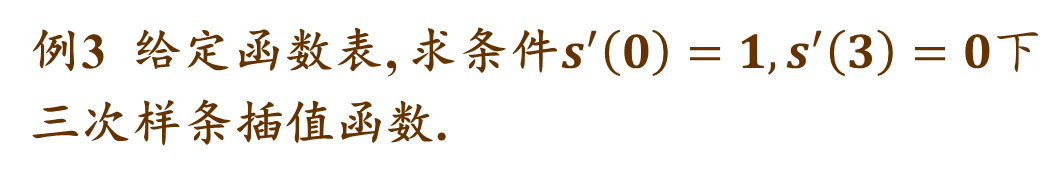 例3 给定函数表, 求条件s′(0) = 1, s′(3) = 0下
三次样条插值函数.